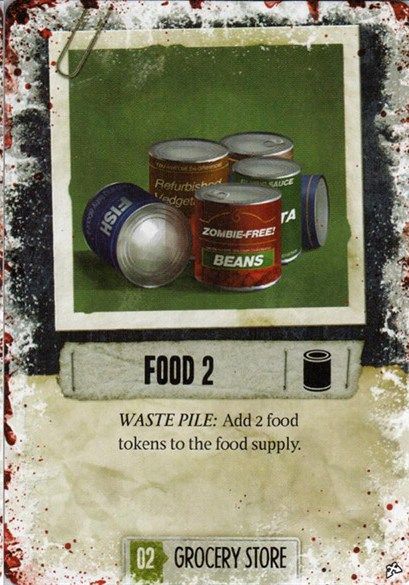 Refurbished
Vedget
FISH
SAUCE
TA
ZOMBIE-FREE!
BEANS
FOOD 2
WASTE PILE: Add 2 food
tokens to the food supply.
02 GROCERY STORE